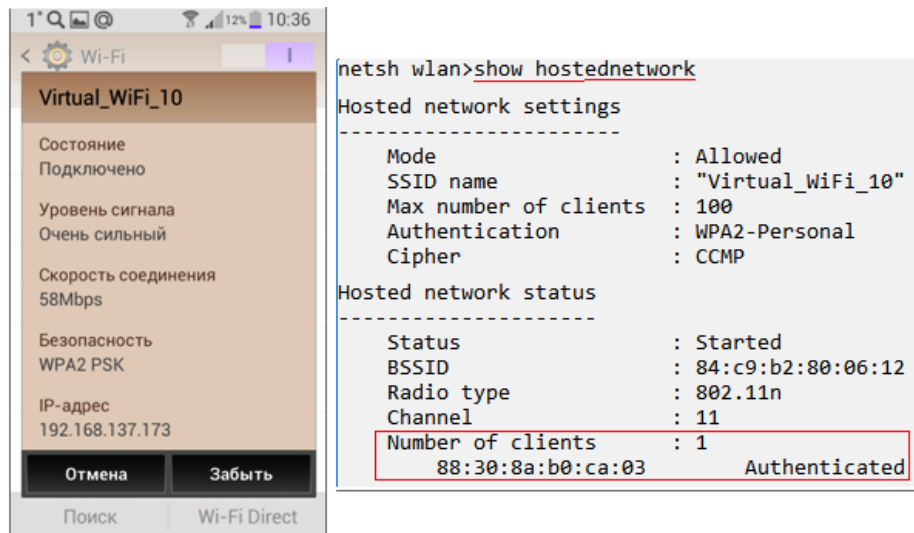 1° @ 12% 10:36
< Wi-Fi
Virtual_WiFi_10
Состояние
Подключено
Уровень сигнала
Очень сильный
Скорость соединения
58Mbps
Безопасность
WPA2 PSK
IP-адрес
192.168.137.173
Отмена Забыть
Поиск Wi-Fi Direct
netsh wlan>show hostednetwork
Hosted network settings
-----------------------
Mode : Allowed
SSID name : "Virtual_WiFi_10"
Max number of clients : 100
Authentication : WPA2-Personal
Cipher : CCMP
Hosted network status
---------------------
Status : Started
BSSID : 84:c9:b2:80:06:12
Radio type : 802.11n
Channel : 11
Number of clients : 1
88:30:8a:b0:ca:03 Authenticated